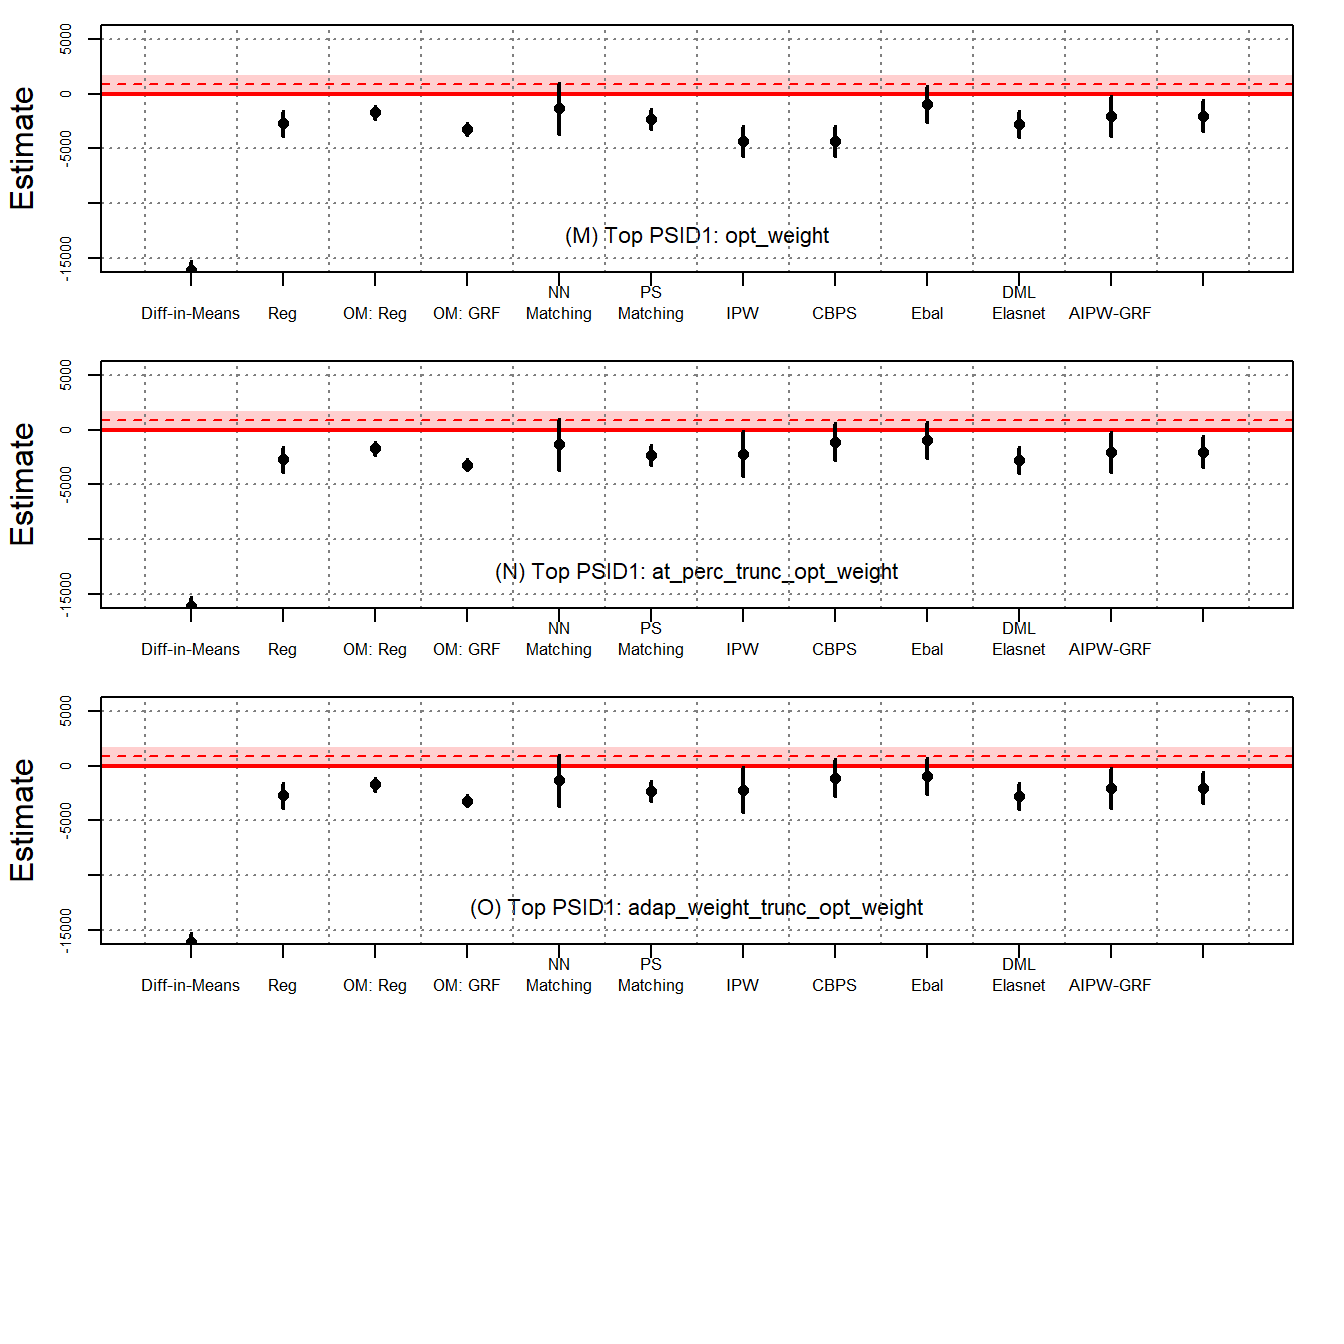 Estimate
5000
0
-5000
-15000
(M) Top PSID1: opt_weight
Diff-in-Means
Reg
OM: Reg
OM: GRF
NN
Matching
PS
Matching
IPW
CBPS
Ebal
DML
Elasnet
AIPW-GRF
Estimate
5000
0
-5000
-15000
(N) Top PSID1: at_perc_trunc_opt_weight
Diff-in-Means
Reg
OM: Reg
OM: GRF
NN
Matching
PS
Matching
IPW
CBPS
Ebal
DML
Elasnet
AIPW-GRF
Estimate
5000
0
-5000
-15000
(O) Top PSID1: adap_weight_trunc_opt_weight
Diff-in-Means
Reg
OM: Reg
OM: GRF
NN
Matching
PS
Matching
IPW
CBPS
Ebal
DML
Elasnet
AIPW-GRF